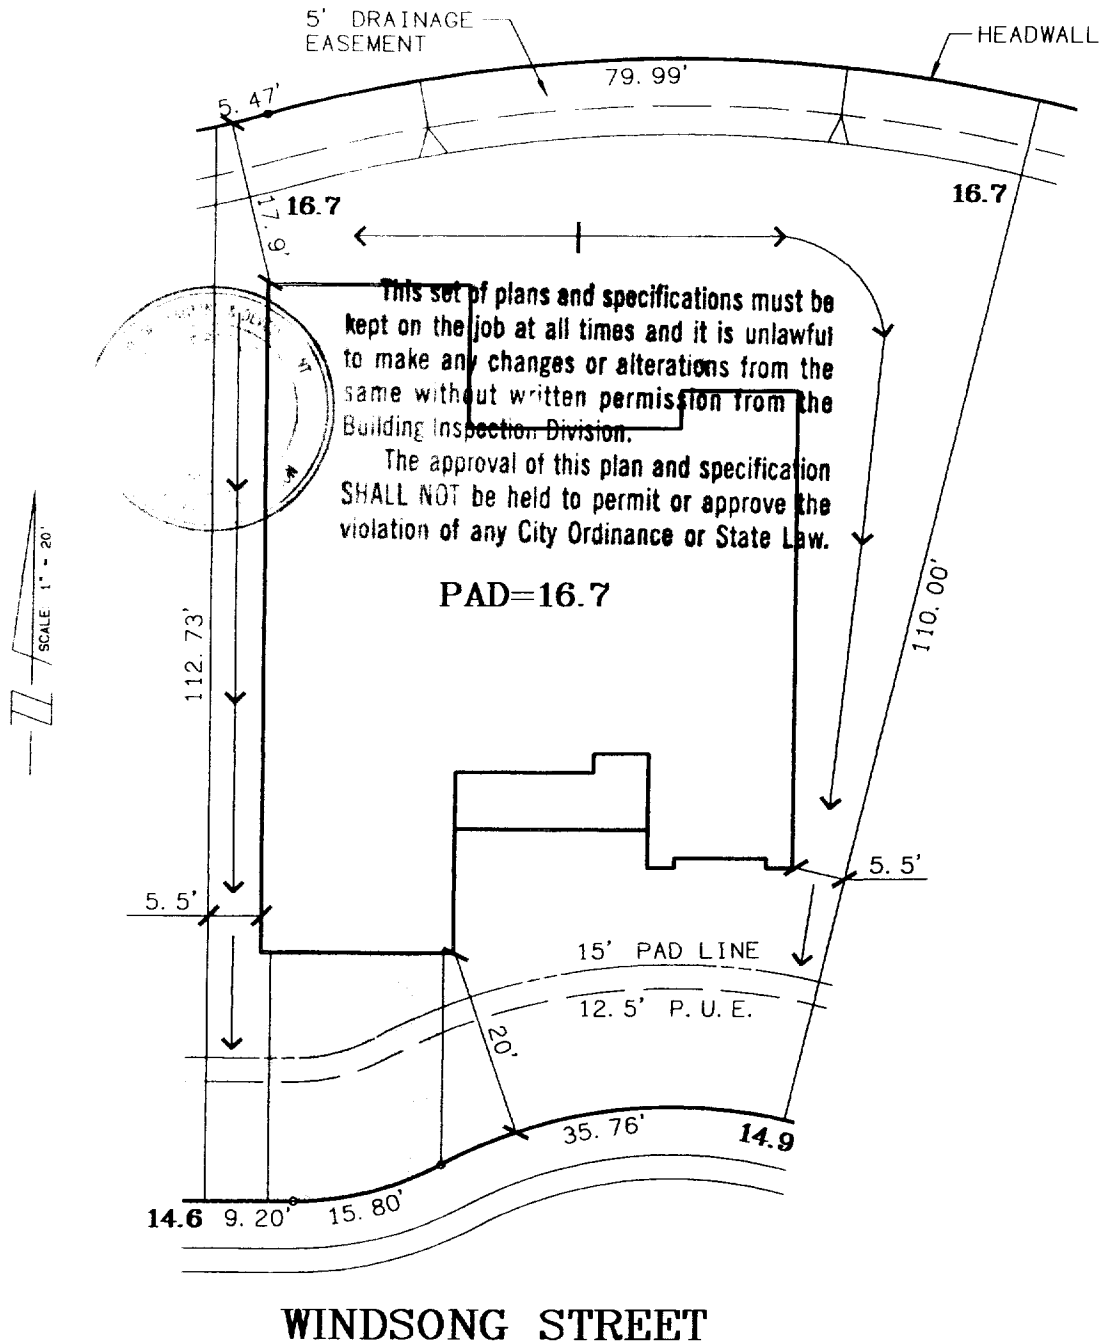 5' DRAINAGE
EASEMENT
HEADWALL
79.99'
5.47'
17.9'
16.7
16.7
This set of plans and specifications must be
kept on the job at all times and it is unlawful
to make any changes or alterations from the
same without written permission from the
Building Inspection Division.
The approval of this plan and specification
SHALL NOT be held to permit or approve the
violation of any City Ordinance or State Law.
PAD=16.7
SCALE 1" - 20'
112.73'
110.00'
5.5'
5.5'
15' PAD LINE
12.5' P.U.E.
20'
35.76'
14.9
14.6
9.20'
15.80'
WINDSONG STREET